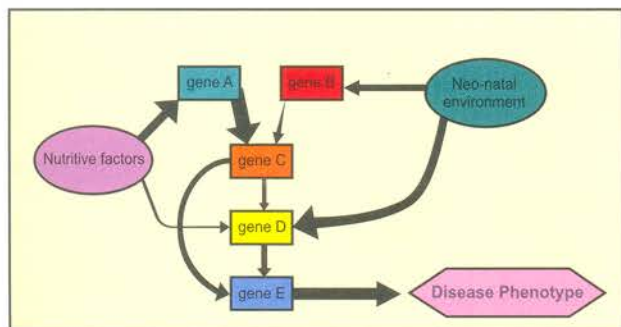 gene A
gene B
Neo-natal
environment
Nutritive factors
gene C
gene D
gene E
Disease Phenotype